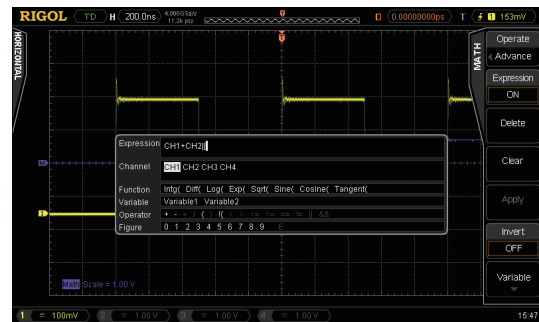 RIGOL T'D H 200.0ns 4.000GSa/s 11.2k pts D 0.00000000ps T 1 153mV
HORIZONTAL
MATH
Operate
Advance
Expression
ON
Delete
Clear
Apply
Invert
OFF
Variable
Expression CH1+CH2||
Channel CH1 CH2 CH3 CH4
Function Intg( Diff( Log( Exp( Sqrt( Sine( Cosine( Tangent(
Variable Variable1 Variable2
Operator + - * / ( ) !( < > <= >= == != || &&
Figure 0 1 2 3 4 5 6 7 8 9 . E
Math Scale = 1.00 V
1 = 100mV 2 = 1.00 V 3 = 1.00 V 4 = 1.00 V 15:47